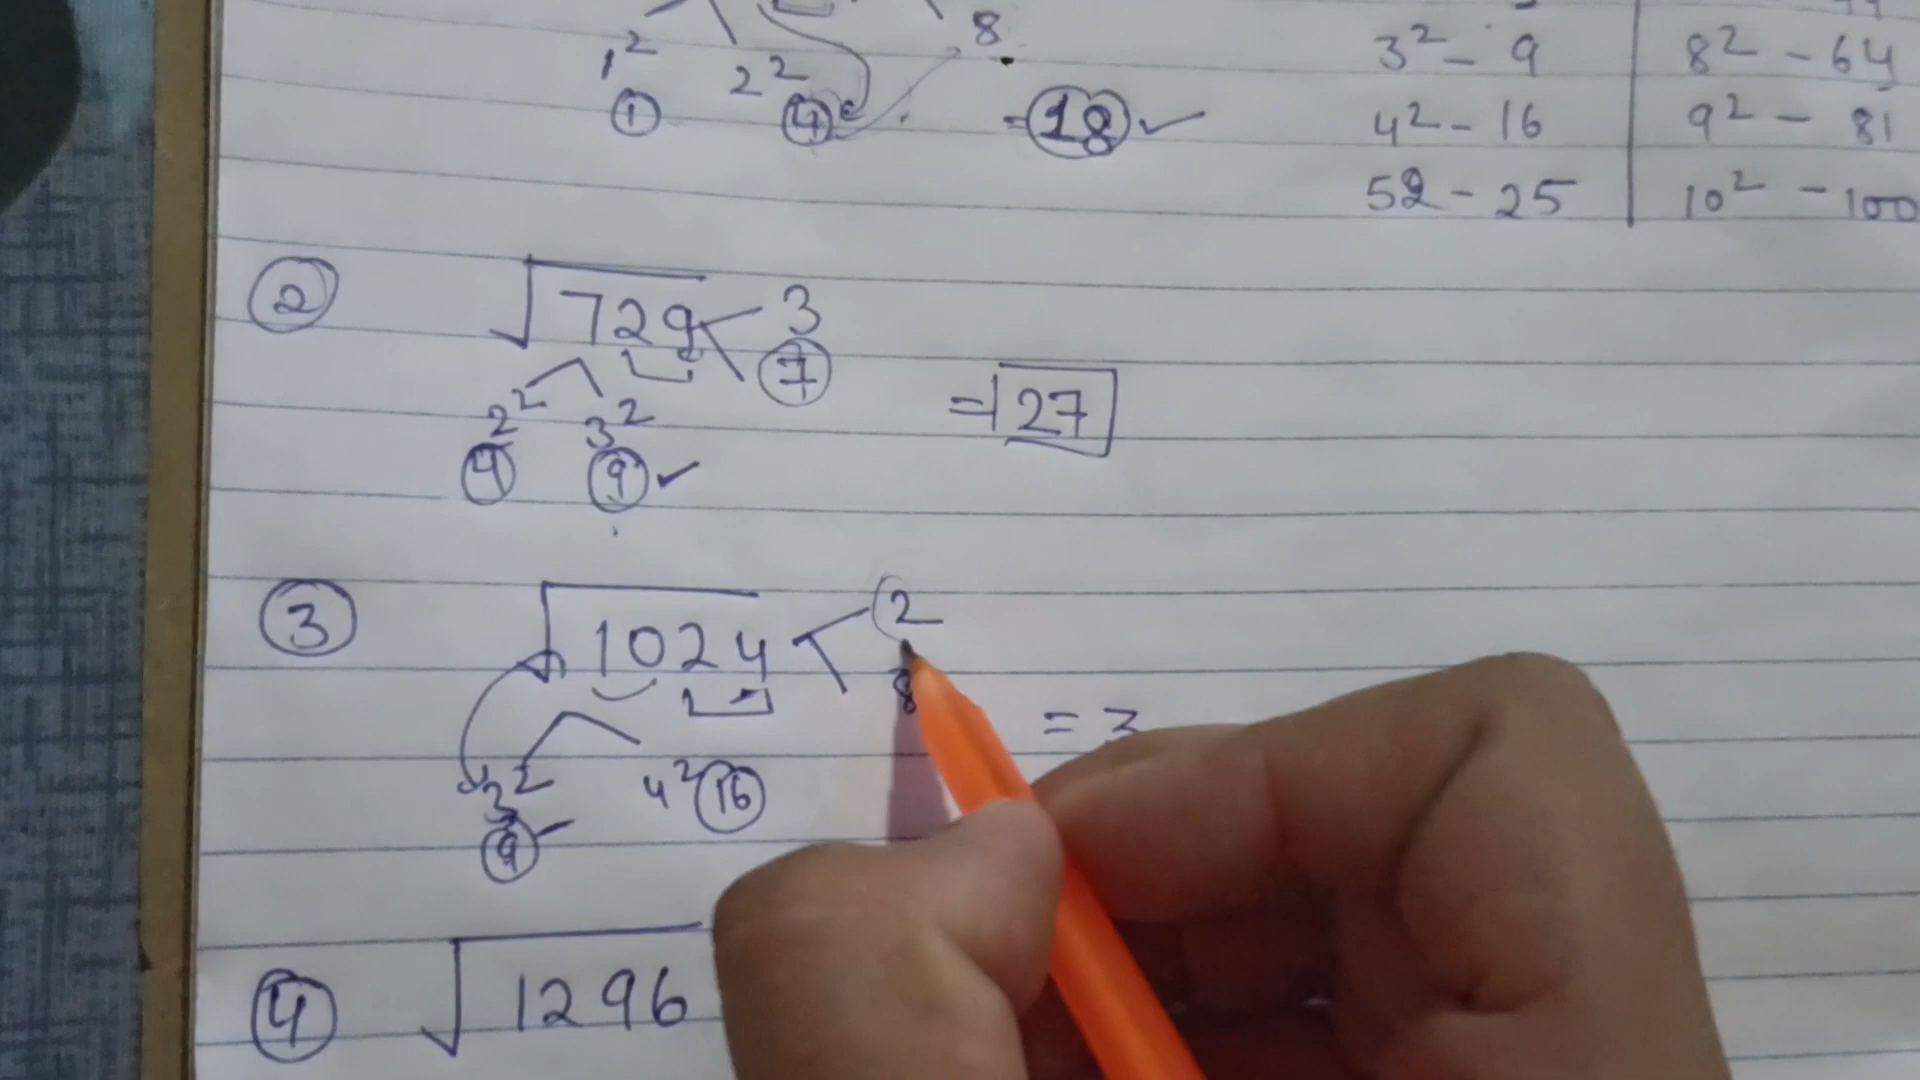 8
1² 2²
1 4 = 18 ✓
3² - 9 8² - 64
4² - 16 9² - 81
52 - 25 10² - 100
2 √729 3
7
2² 3² = 27
4 9 ✓
3 √1024 2
8
= 3
3² 4² 16
9
4 √1296